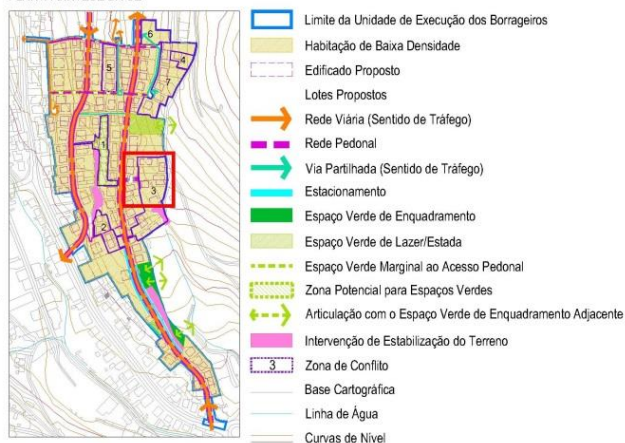 6
4
5
7
1
3
2
Limite da Unidade de Execução dos Borrageiros
Habitação de Baixa Densidade
Edificado Proposto
Lotes Propostos
Rede Viária (Sentido de Tráfego)
Rede Pedonal
Via Partilhada (Sentido de Tráfego)
Estacionamento
Espaço Verde de Enquadramento
Espaço Verde de Lazer/Estada
Espaço Verde Marginal ao Acesso Pedonal
Zona Potencial para Espaços Verdes
Articulação com o Espaço Verde de Enquadramento Adjacente
Intervenção de Estabilização do Terreno
3 Zona de Conflito
Base Cartográfica
Linha de Água
Curvas de Nível